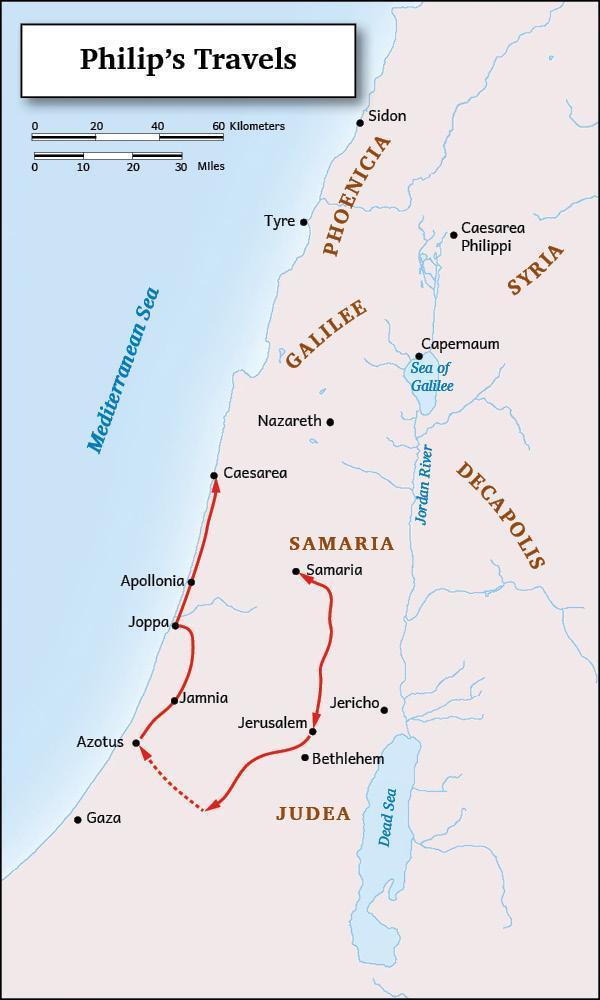 Philip's Travels
0 20 40 60 Kilometers
0 10 20 30 Miles
Sidon
PHOENICIA
Tyre
Caesarea
Philippi
SYRIA
Mediterranean Sea
GALILEE
Capernaum
Sea of
Galilee
Nazareth
Jordan River
DECAPOLIS
Caesarea
SAMARIA
Samaria
Apollonia
Joppa
Jamnia
Jericho
Jerusalem
Azotus
Bethlehem
Dead Sea
JUDEA
Gaza